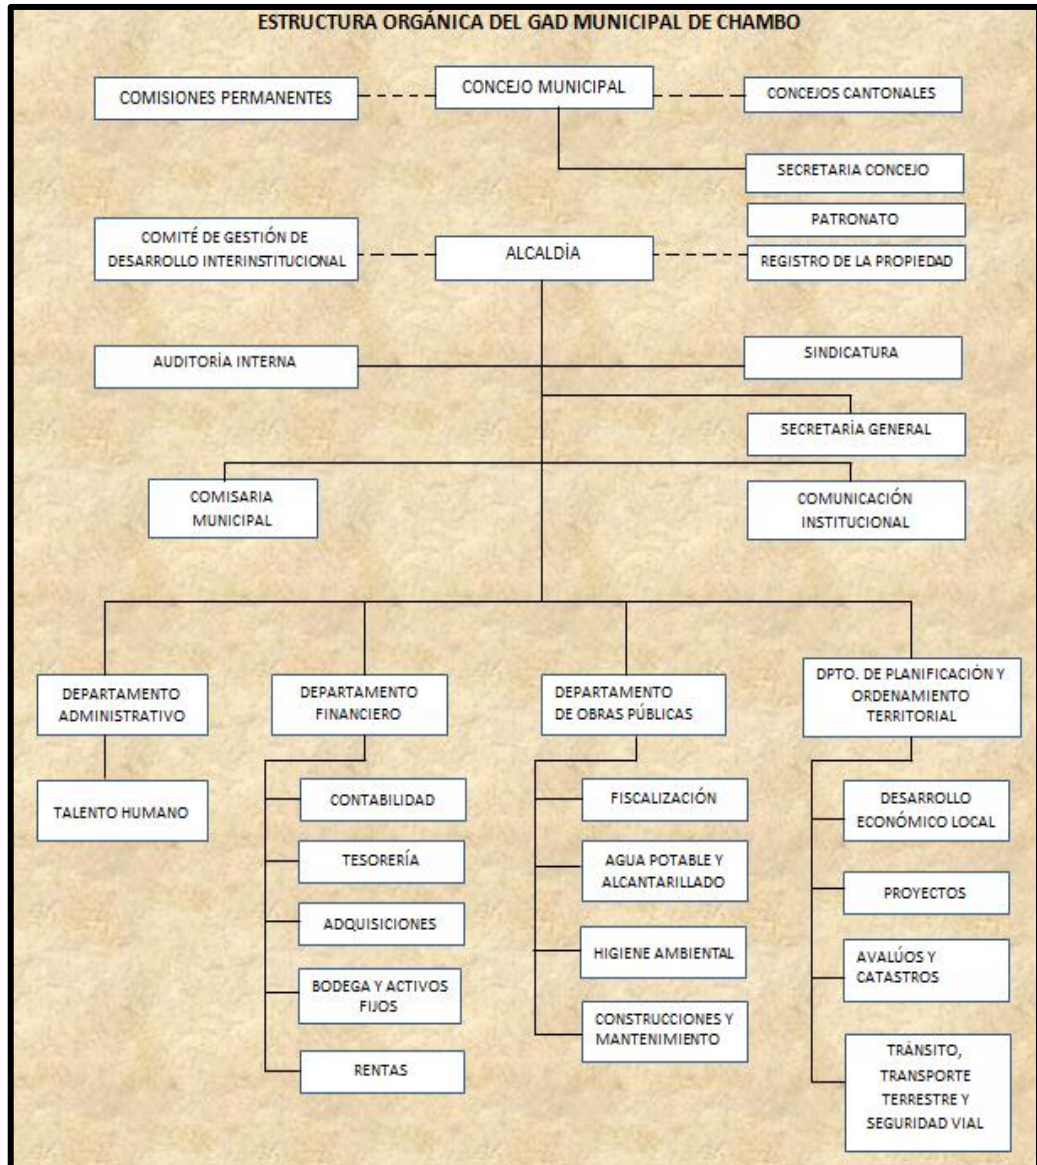 ESTRUCTURA ORGÁNICA DEL GAD MUNICIPAL DE CHAMBO
COMISIONES PERMANENTES
CONCEJO MUNICIPAL
CONCEJOS CANTONALES
SECRETARIA CONCEJO
PATRONATO
COMITÉ DE GESTIÓN DE
DESARROLLO INTERINSTITUCIONAL
ALCALDÍA
REGISTRO DE LA PROPIEDAD
AUDITORÍA INTERNA
SINDICATURA
SECRETARÍA GENERAL
COMISARIA
MUNICIPAL
COMUNICACIÓN
INSTITUCIONAL
DEPARTAMENTO
ADMINISTRATIVO
DEPARTAMENTO
FINANCIERO
DEPARTAMENTO
DE OBRAS PÚBLICAS
DPTO. DE PLANIFICACIÓN Y
ORDENAMIENTO
TERRITORIAL
TALENTO HUMANO
CONTABILIDAD
TESORERÍA
ADQUISICIONES
BODEGA Y ACTIVOS
FIJOS
RENTAS
FISCALIZACIÓN
AGUA POTABLE Y
ALCANTARILLADO
HIGIENE AMBIENTAL
CONSTRUCCIONES Y
MANTENIMIENTO
DESARROLLO
ECONÓMICO LOCAL
PROYECTOS
AVALÚOS Y
CATASTROS
TRÁNSITO,
TRANSPORTE
TERRESTRE Y
SEGURIDAD VIAL